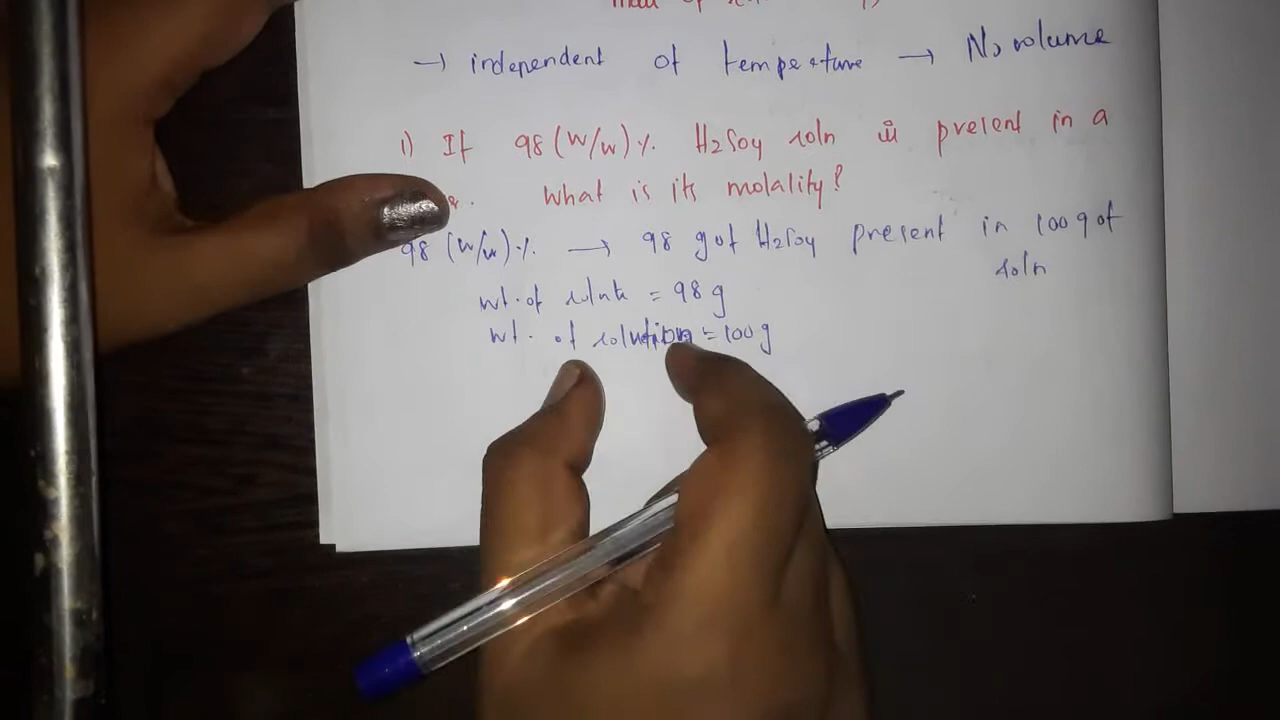 → independent of temperature → No volume
i) If 98 (W/w) %. H2SO4 soln is present in a
What is its molality?
98 (w/w) %. → 98 g of H2SO4 present in 100 g of
soln
wt. of solute = 98 g
wt. of solution = 100 g